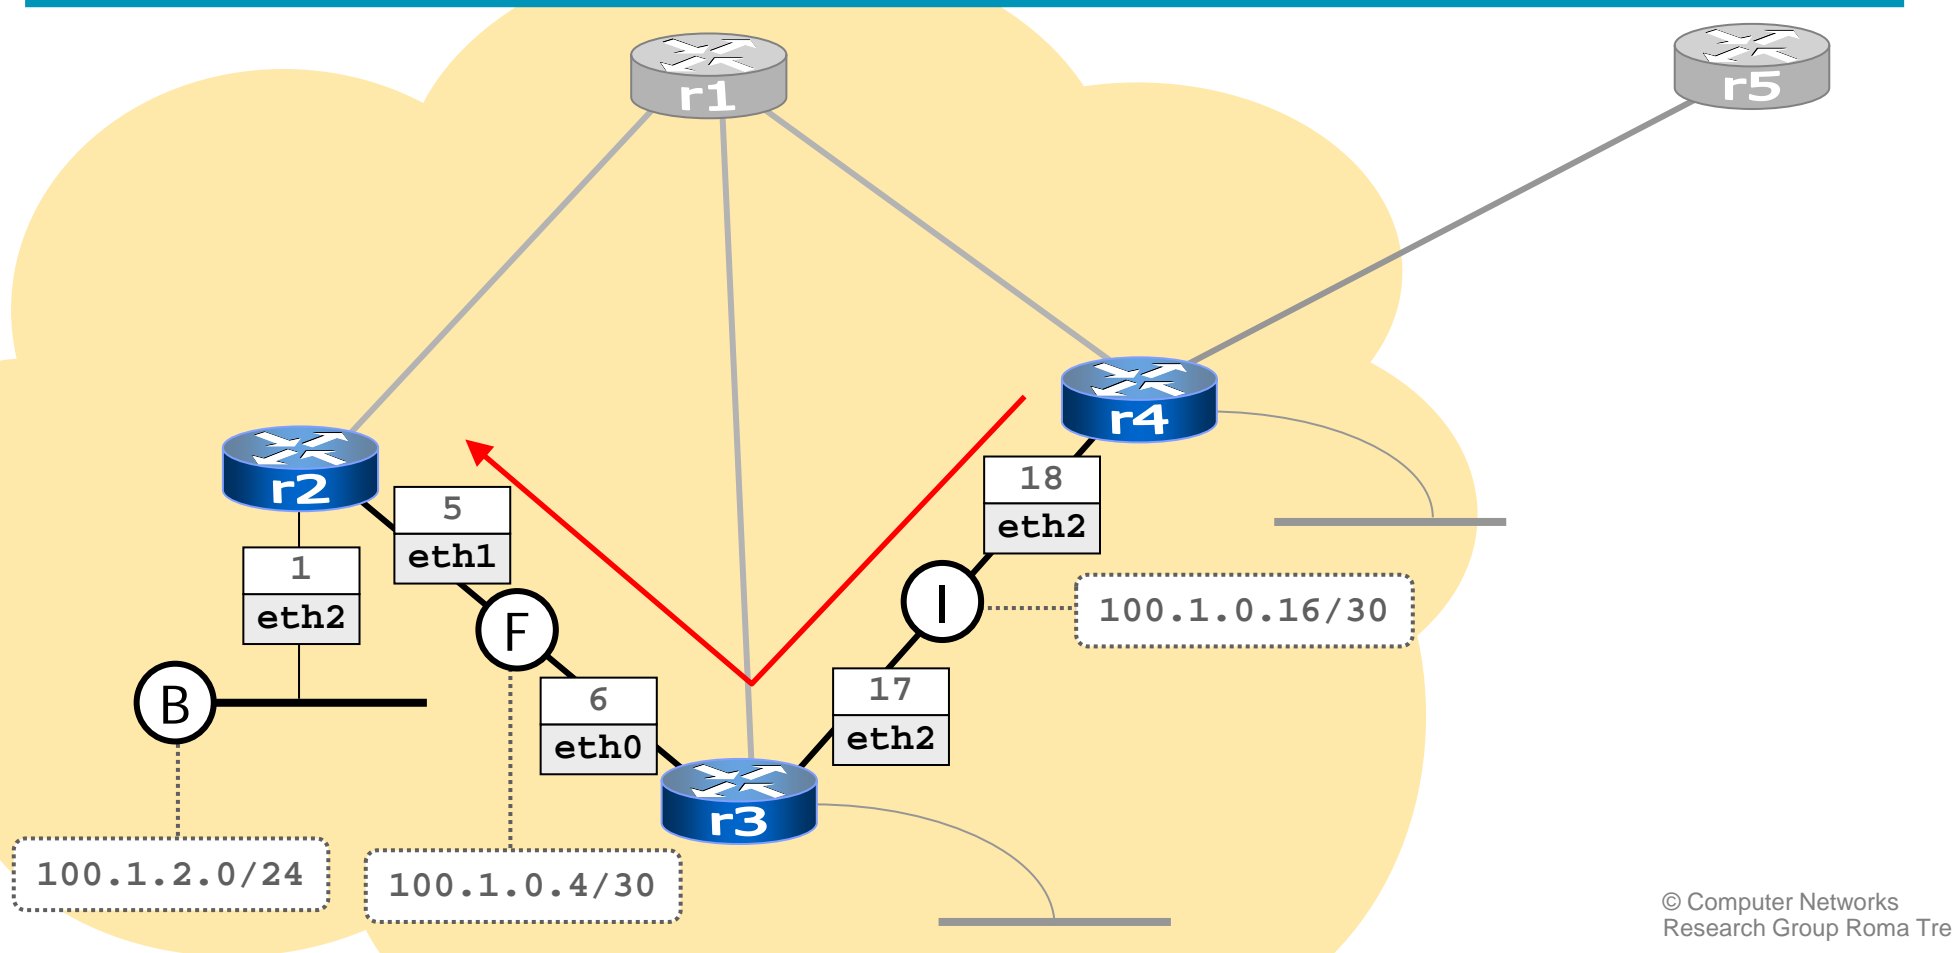 r1
r5
r4
18
eth2
r2
5
eth1
1
eth2
I
100.1.0.16/30
F
B
6
eth0
17
eth2
r3
100.1.2.0/24
100.1.0.4/30
© Computer Networks
Research Group Roma Tre